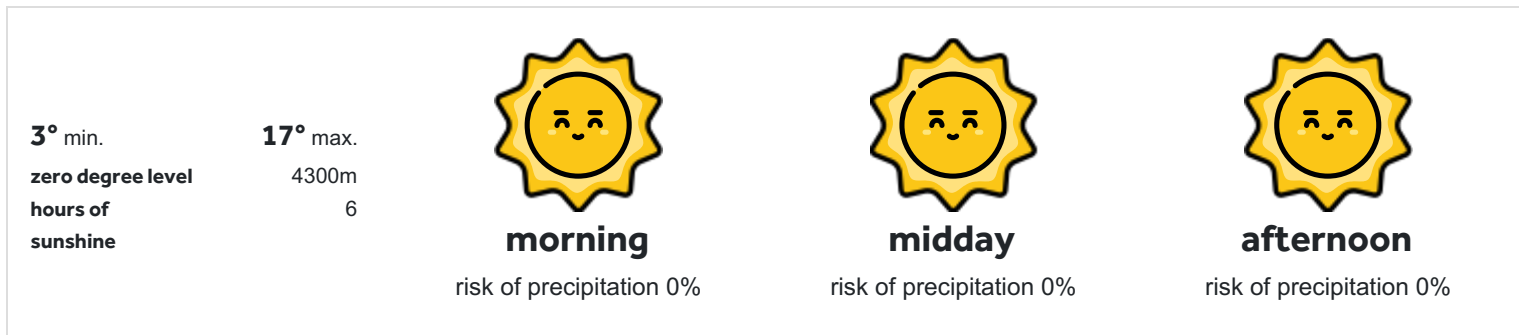 3° min. 17° max.
zero degree level 4300m
hours of 6
sunshine
morning
risk of precipitation 0%
midday
risk of precipitation 0%
afternoon
risk of precipitation 0%